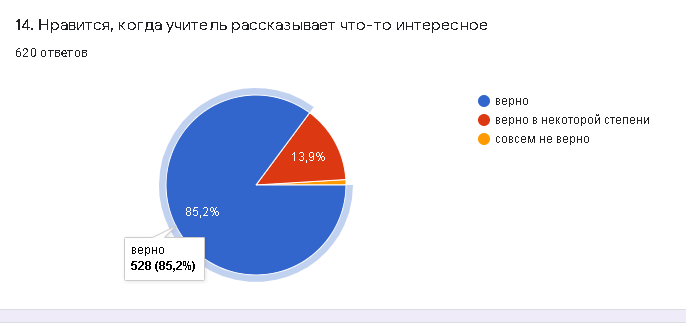 14. Нравится, когда учитель рассказывает что-то интересное
620 ответов
верно
верно в некоторой степени
совсем не верно
13,9%
85,2%
верно
528 (85,2%)